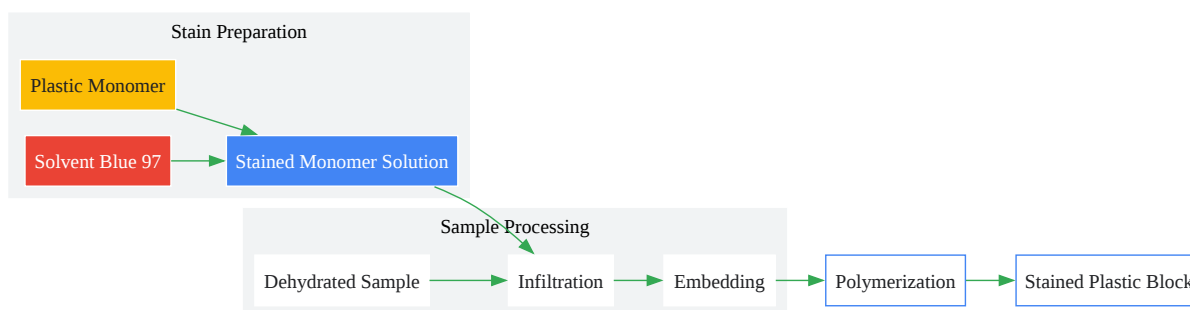 Stain Preparation
Plastic Monomer
Solvent Blue 97
Stained Monomer Solution
Sample Processing
Dehydrated Sample
Infiltration
Embedding
Polymerization
Stained Plastic Block